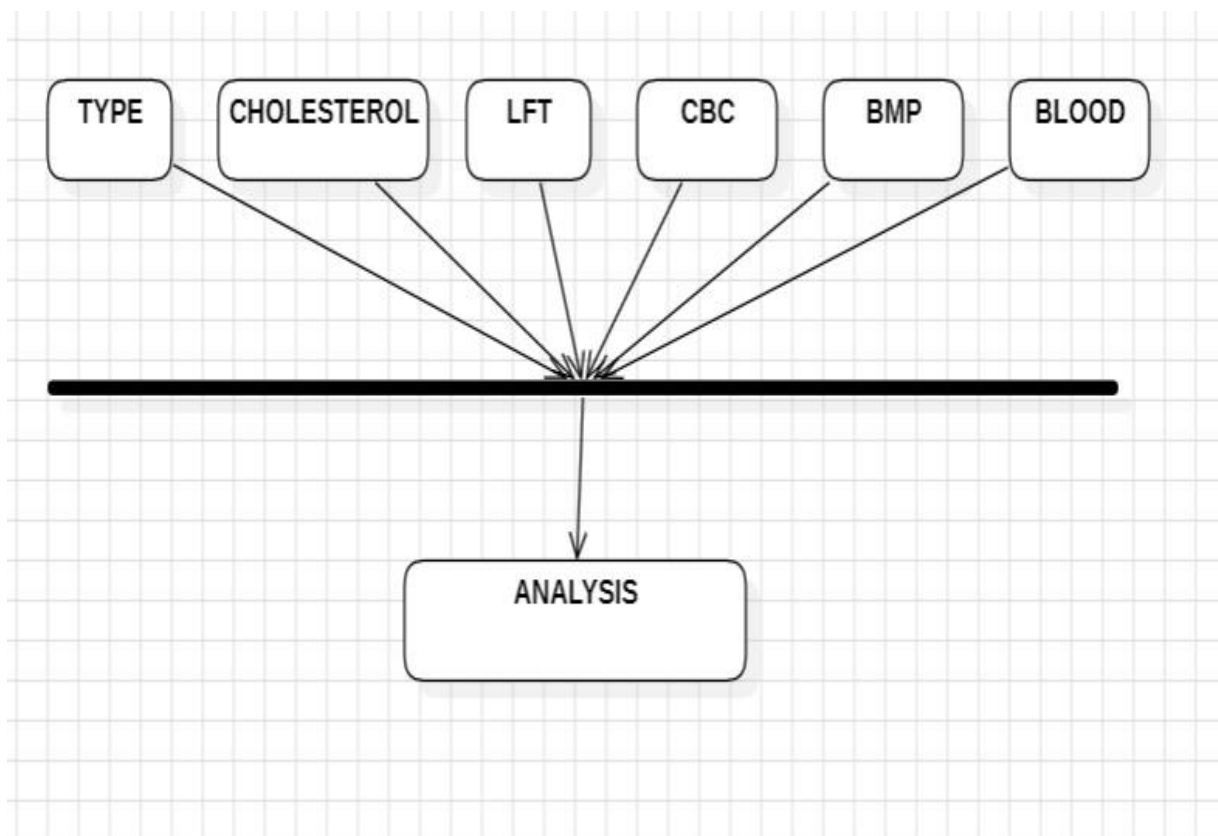 TYPE
CHOLESTEROL
LFT
CBC
BMP
BLOOD
ANALYSIS